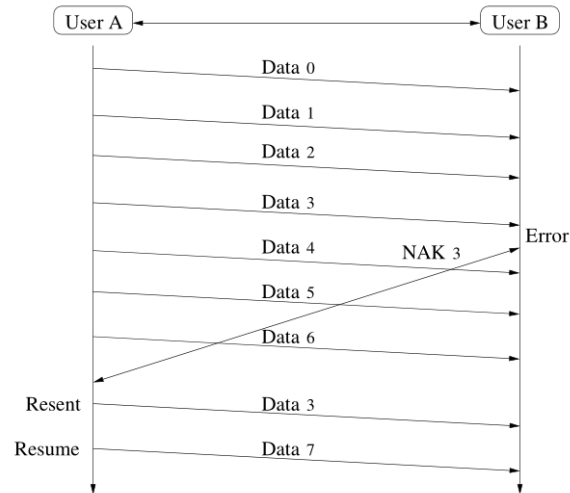 User A
User B
Data 0
Data 1
Data 2
Data 3
Error
Data 4
NAK 3
Data 5
Data 6
Resent
Data 3
Resume
Data 7